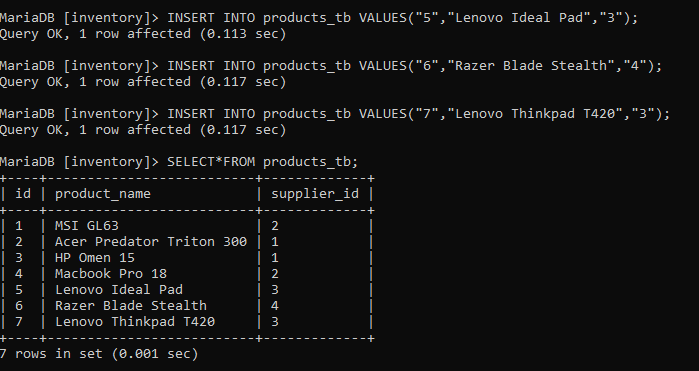 MariaDB [inventory]> INSERT INTO products_tb VALUES("5","Lenovo Ideal Pad","3");
Query OK, 1 row affected (0.113 sec)
MariaDB [inventory]> INSERT INTO products_tb VALUES("6","Razer Blade Stealth","4");
Query OK, 1 row affected (0.117 sec)
MariaDB [inventory]> INSERT INTO products_tb VALUES("7","Lenovo Thinkpad T420","3");
Query OK, 1 row affected (0.117 sec)
MariaDB [inventory]> SELECT*FROM products_tb;
+----+--------------------------+-------------+
| id | product_name             | supplier_id |
+----+--------------------------+-------------+
| 1  | MSI GL63                 | 2           |
| 2  | Acer Predator Triton 300 | 1           |
| 3  | HP Omen 15               | 1           |
| 4  | Macbook Pro 18           | 2           |
| 5  | Lenovo Ideal Pad         | 3           |
| 6  | Razer Blade Stealth      | 4           |
| 7  | Lenovo Thinkpad T420     | 3           |
+----+--------------------------+-------------+
7 rows in set (0.001 sec)